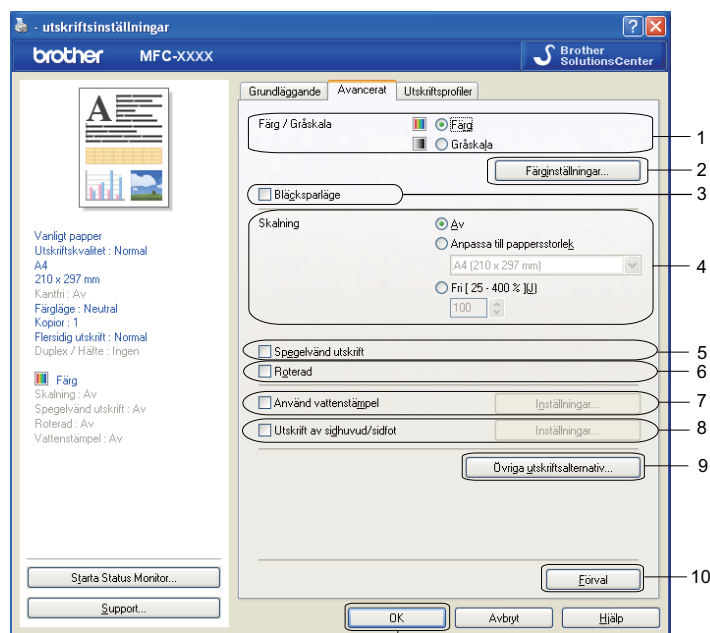 - utskriftsinställningar
brother MFC-XXXX
Brother
SolutionsCenter
Grundläggande Avancerat Utskriftsprofiler
A
Vanligt papper
Utskriftskvalitet : Normal
A4
210 x 297 mm
Kantfri : Av
Färgläge : Neutral
Kopior : 1
Flersidig utskrift : Normal
Duplex / Häfte : Ingen
Färg
Skalning : Av
Spegelvänd utskrift : Av
Roterad : Av
Vattenstämpel : Av
Starta Status Monitor...
Support...
Färg / Gråskala
Färg
Gråskala
1
Färginställningar...
2
Bläcksparläge
3
Skalning
Av
Anpassa till pappersstorlek
A4 (210 x 297 mm)
Fri [ 25 - 400 % ](J)
100
4
Spegelvänd utskrift
5
Roterad
6
Använd vattenstämpel
Inställningar...
7
Utskrift av sidhuvud/sidfot
Inställningar...
8
Övriga utskriftsalternativ...
9
Förval
10
OK Avbryt Hjälp